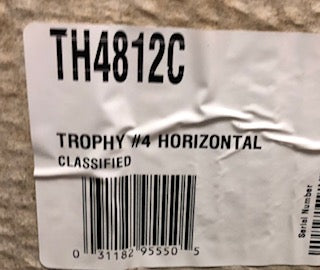 TH4812C
TROPHY #4 HORIZONTAL
CLASSIFIED
0 31182 95550 5
Serial Number